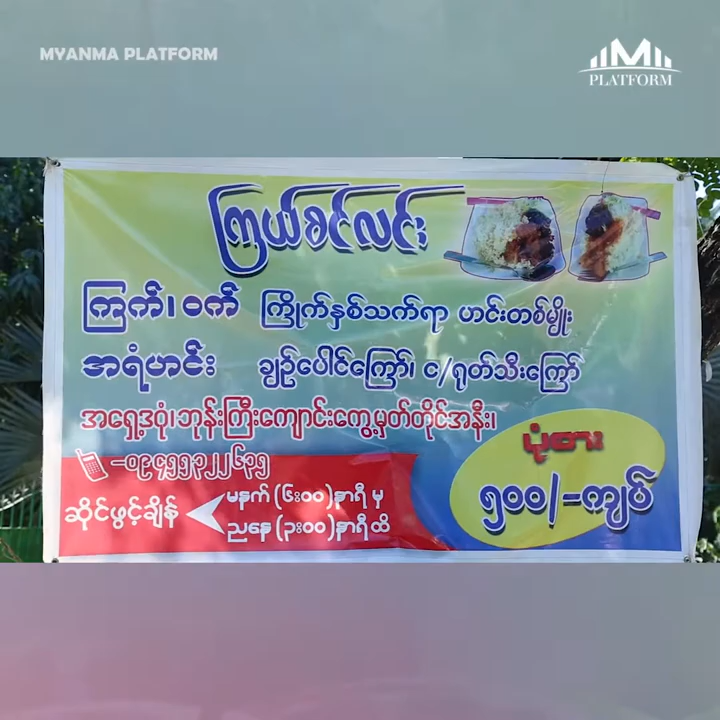 MYANMA PLATFORM
M
PLATFORM
ကြယ်စင်လင်း
ကြက်၊ဝက် ကြိုက်နှစ်သက်ရာ ဟင်းတစ်မျိုး
အရံဟင်း ချဉ်ပေါင်ကြော်၊ င/ရုတ်သီးကြော်
အရှေ့ဒဂုံ၊ဘုန်းကြီးကျောင်းကွေ့မှတ်တိုင်အနီး၊
-၀၉၄၅၅၃၂၂၆၃၅
ပုံစား
၅၀၀/-ကျပ်
ဆိုင်ဖွင့်ချိန်
မနက်(၆း၀၀)နာရီ မှ
ညနေ(၃း၀၀)နာရီထိ